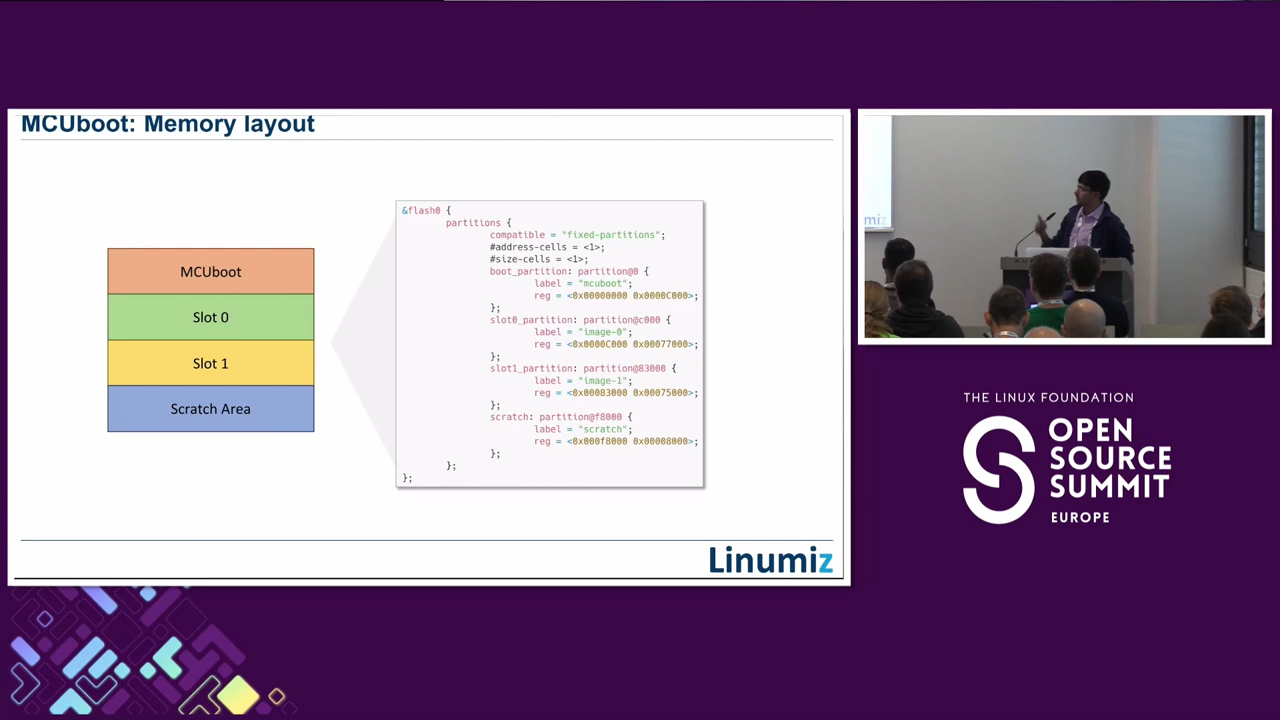 MCUboot: Memory layout
MCUboot
Slot 0
Slot 1
Scratch Area
&flash0 {
partitions {
compatible = "fixed-partitions";
#address-cells = <1>;
#size-cells = <1>;
boot_partition: partition@0 {
label = "mcuboot";
reg = <0x00000000 0x0000C000>;
};
slot0_partition: partition@c000 {
label = "image-0";
reg = <0x0000C000 0x00077000>;
};
slot1_partition: partition@83000 {
label = "image-1";
reg = <0x00083000 0x00075000>;
};
scratch: partition@f8000 {
label = "scratch";
reg = <0x000f8000 0x00008000>;
};
};
};
Linumiz
miz
THE LINUX FOUNDATION
OPEN
SOURCE
SUMMIT
EUROPE